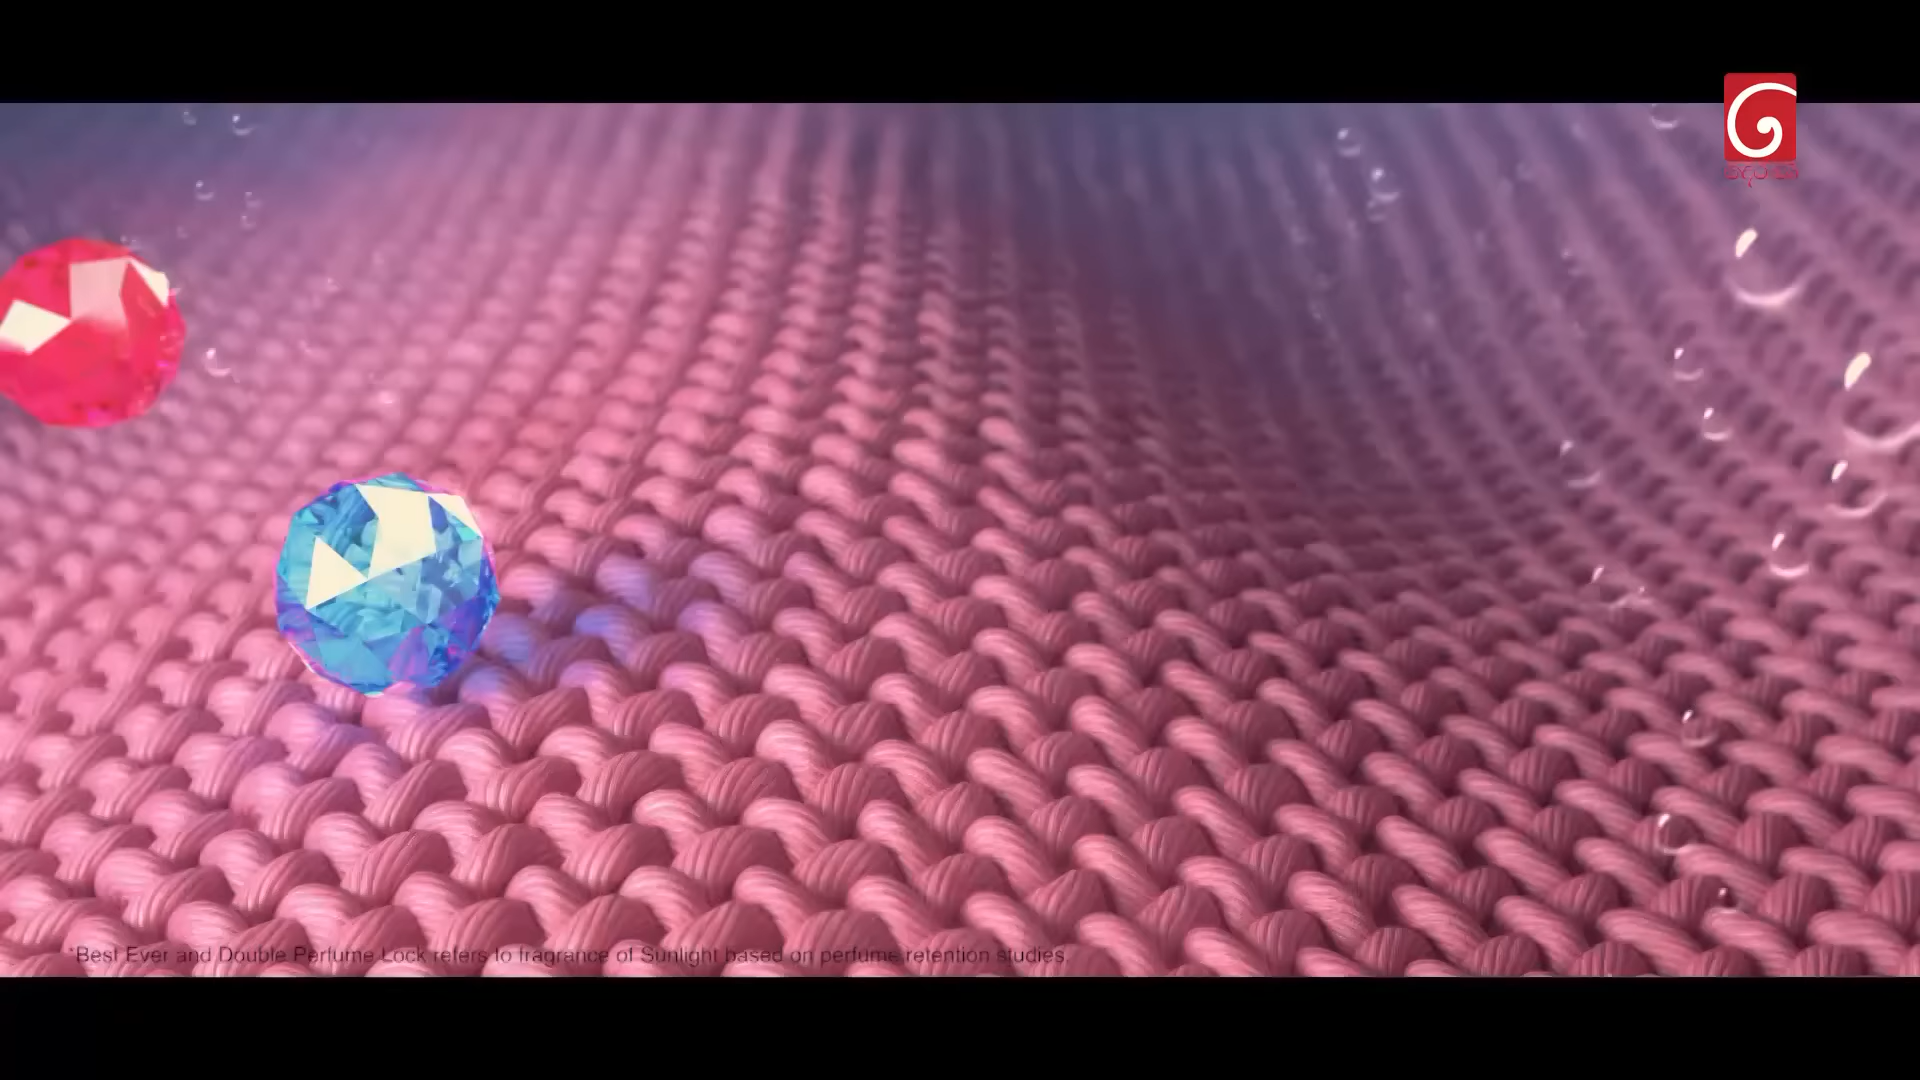 *Best Ever and Double Perfume Lock refers to fragrance of Sunlight based on perfume retention studies.